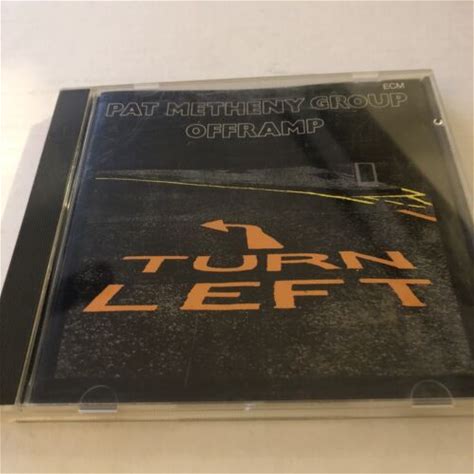 ECM
PAT METHENY GROUP
OFFRAMP
TURN
LEFT